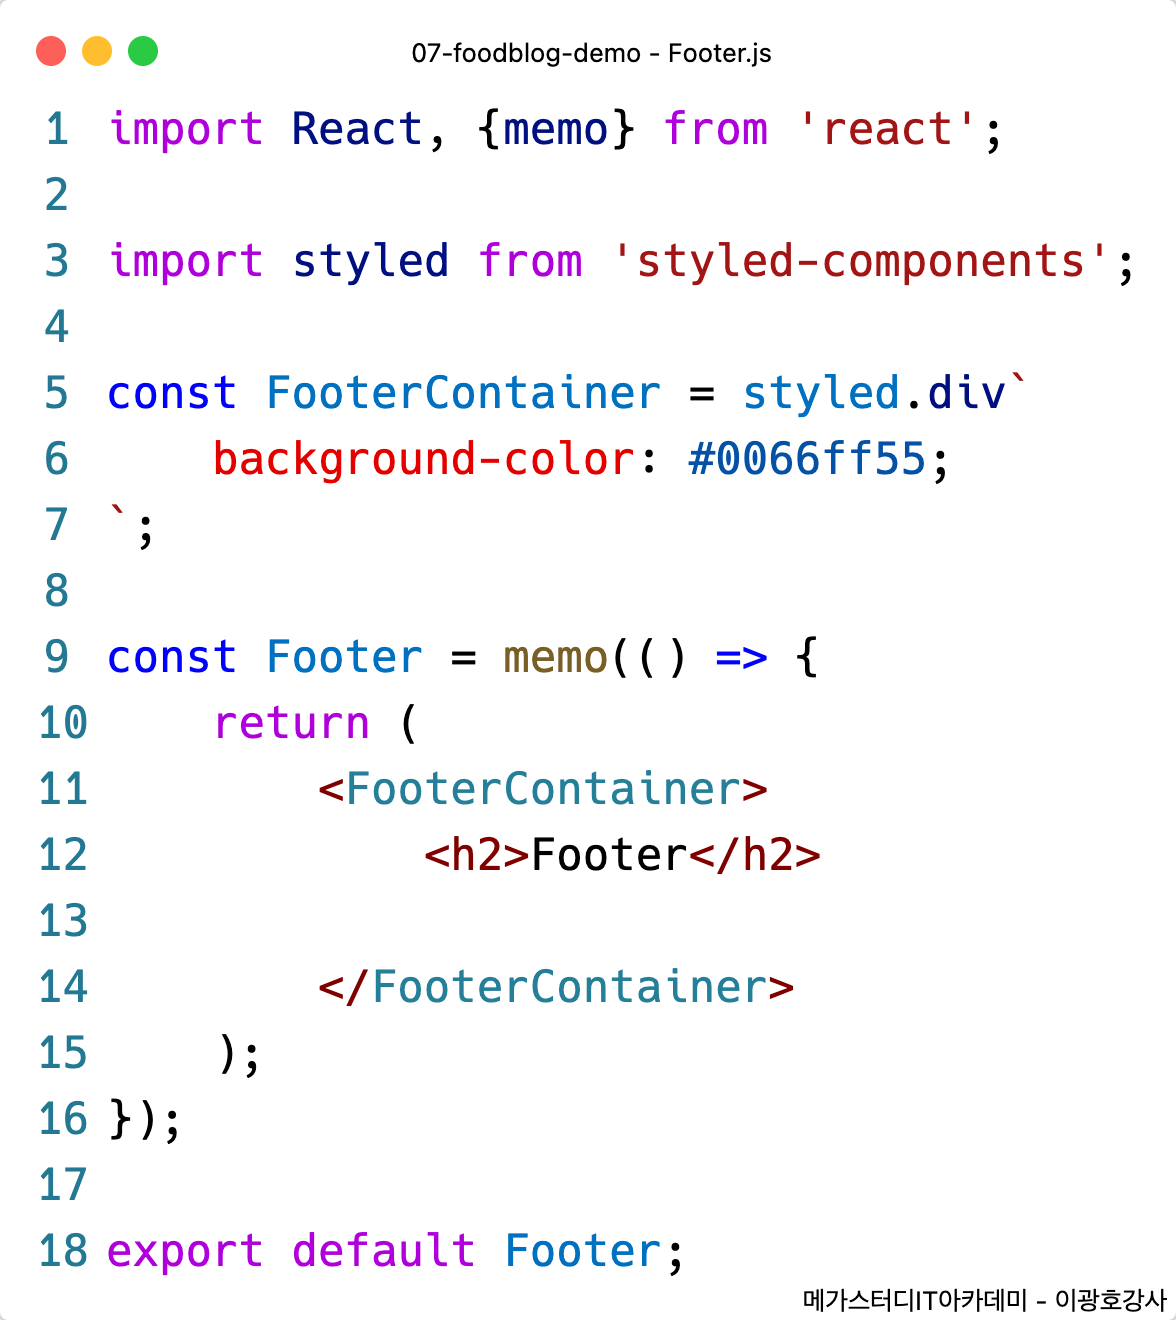 07-foodblog-demo - Footer.js
1 import React, {memo} from 'react';
2
3 import styled from 'styled-components';
4
5 const FooterContainer = styled.div`
6     background-color: #0066ff55;
7 `;
8
9 const Footer = memo(() => {
10     return (
11         <FooterContainer>
12             <h2>Footer</h2>
13
14         </FooterContainer>
15     );
16 });
17
18 export default Footer;
메가스터디IT아카데미 - 이광호강사